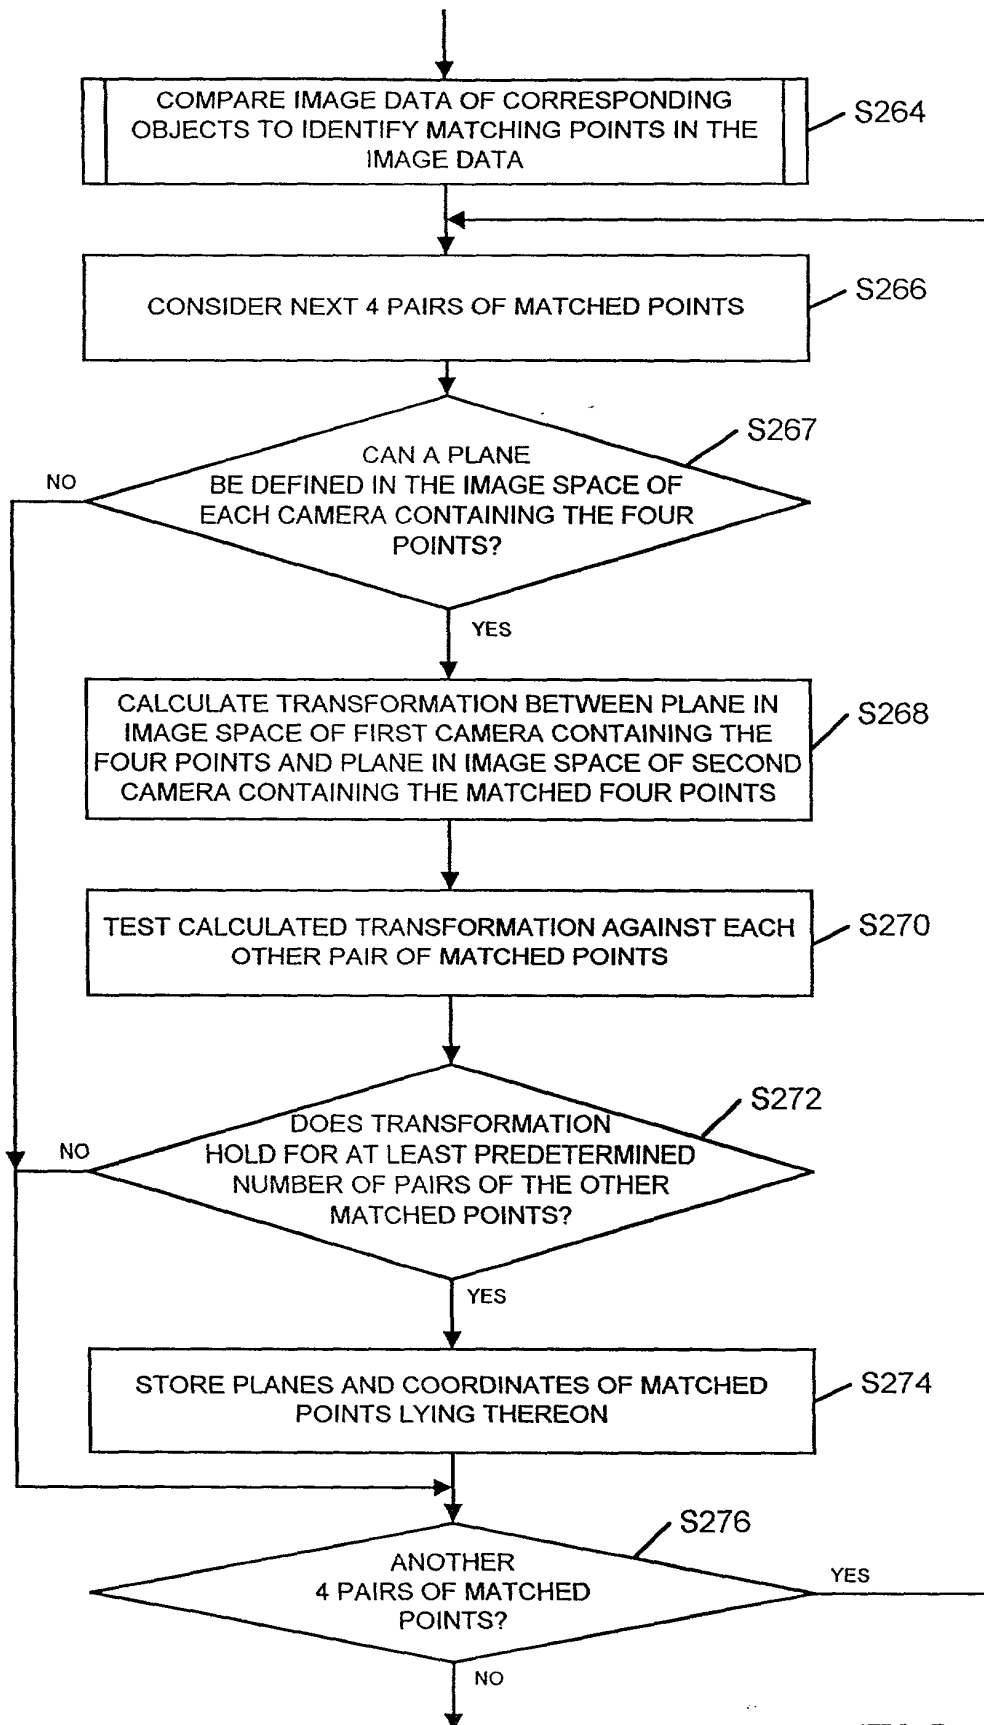 COMPARE IMAGE DATA OF CORRESPONDING
OBJECTS TO IDENTIFY MATCHING POINTS IN THE
IMAGE DATA
S264
CONSIDER NEXT 4 PAIRS OF MATCHED POINTS
S266
S267
CAN A PLANE
BE DEFINED IN THE IMAGE SPACE OF
EACH CAMERA CONTAINING THE FOUR
POINTS?
NO
YES
CALCULATE TRANSFORMATION BETWEEN PLANE IN
IMAGE SPACE OF FIRST CAMERA CONTAINING THE
FOUR POINTS AND PLANE IN IMAGE SPACE OF SECOND
CAMERA CONTAINING THE MATCHED FOUR POINTS
S268
TEST CALCULATED TRANSFORMATION AGAINST EACH
OTHER PAIR OF MATCHED POINTS
S270
S272
DOES TRANSFORMATION
HOLD FOR AT LEAST PREDETERMINED
NUMBER OF PAIRS OF THE OTHER
MATCHED POINTS?
NO
YES
STORE PLANES AND COORDINATES OF MATCHED
POINTS LYING THEREON
S274
S276
ANOTHER
4 PAIRS OF MATCHED
POINTS?
YES
NO